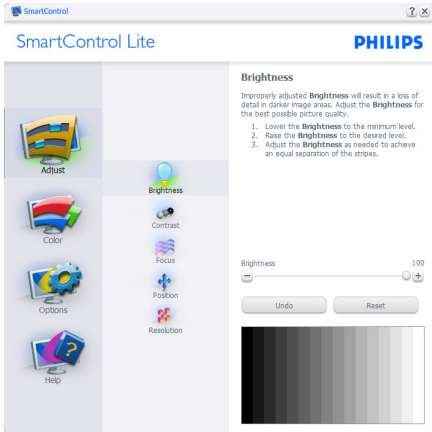 SmartControl
SmartControl Lite
PHILIPS
Adjust
Color
Options
Help
Brightness
Contrast
Focus
Position
Resolution
Brightness
Improperly adjusted Brightness will result in a loss of
detail in darker image areas. Adjust the Brightness for
the best possible picture quality.
1. Lower the Brightness to the minimum level.
2. Raise the Brightness to the desired level.
3. Adjust the Brightness as needed to achieve
an equal separation of the stripes.
Brightness 100
Undo Reset